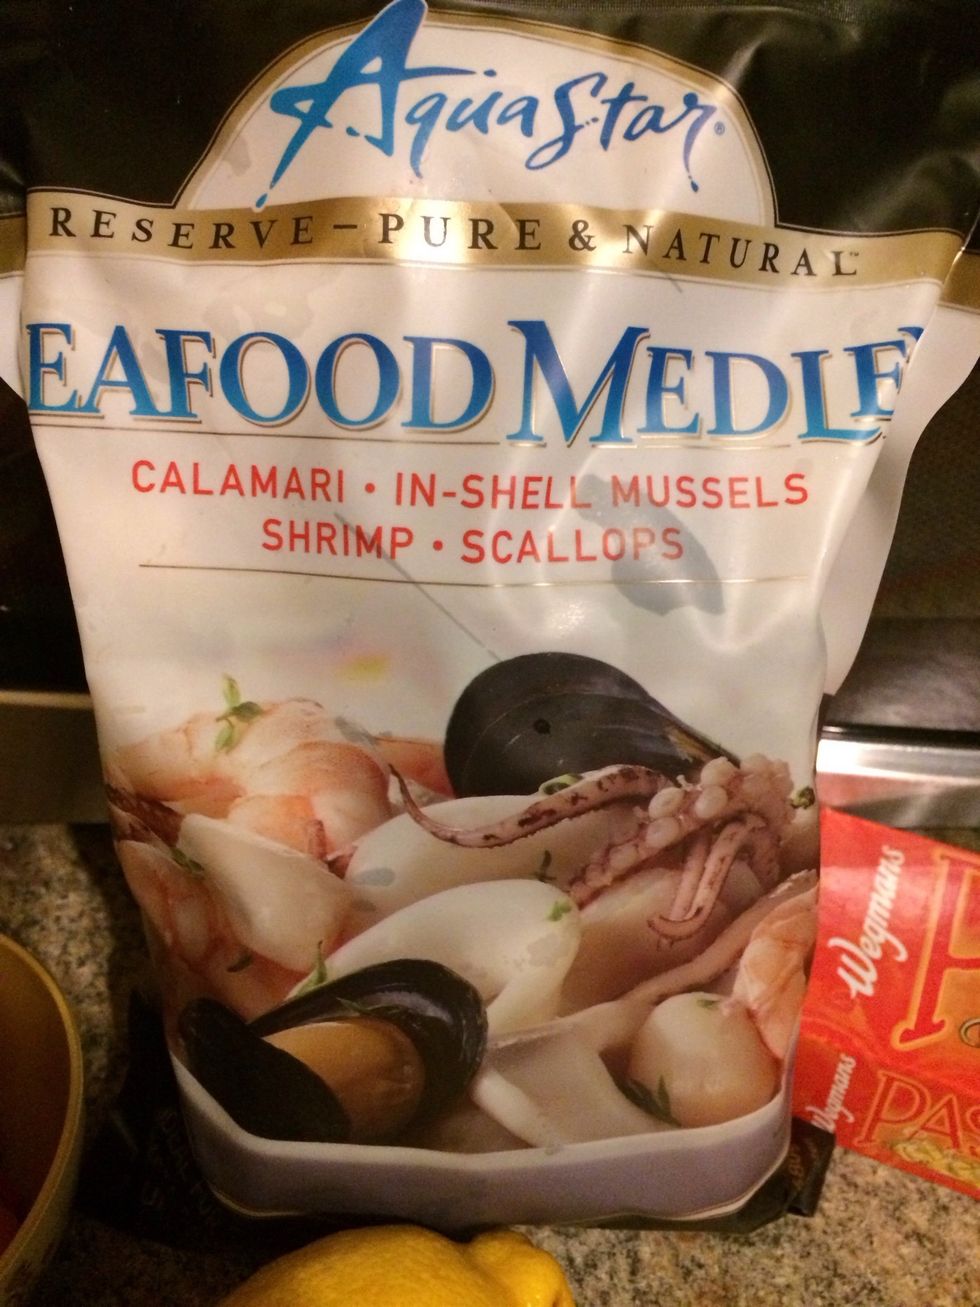 AquaStar®
RESERVE – PURE & NATURAL™
EAFOOD MEDLE
CALAMARI • IN-SHELL MUSSELS
SHRIMP • SCALLOPS
Wegmans
Wegmans
PAS